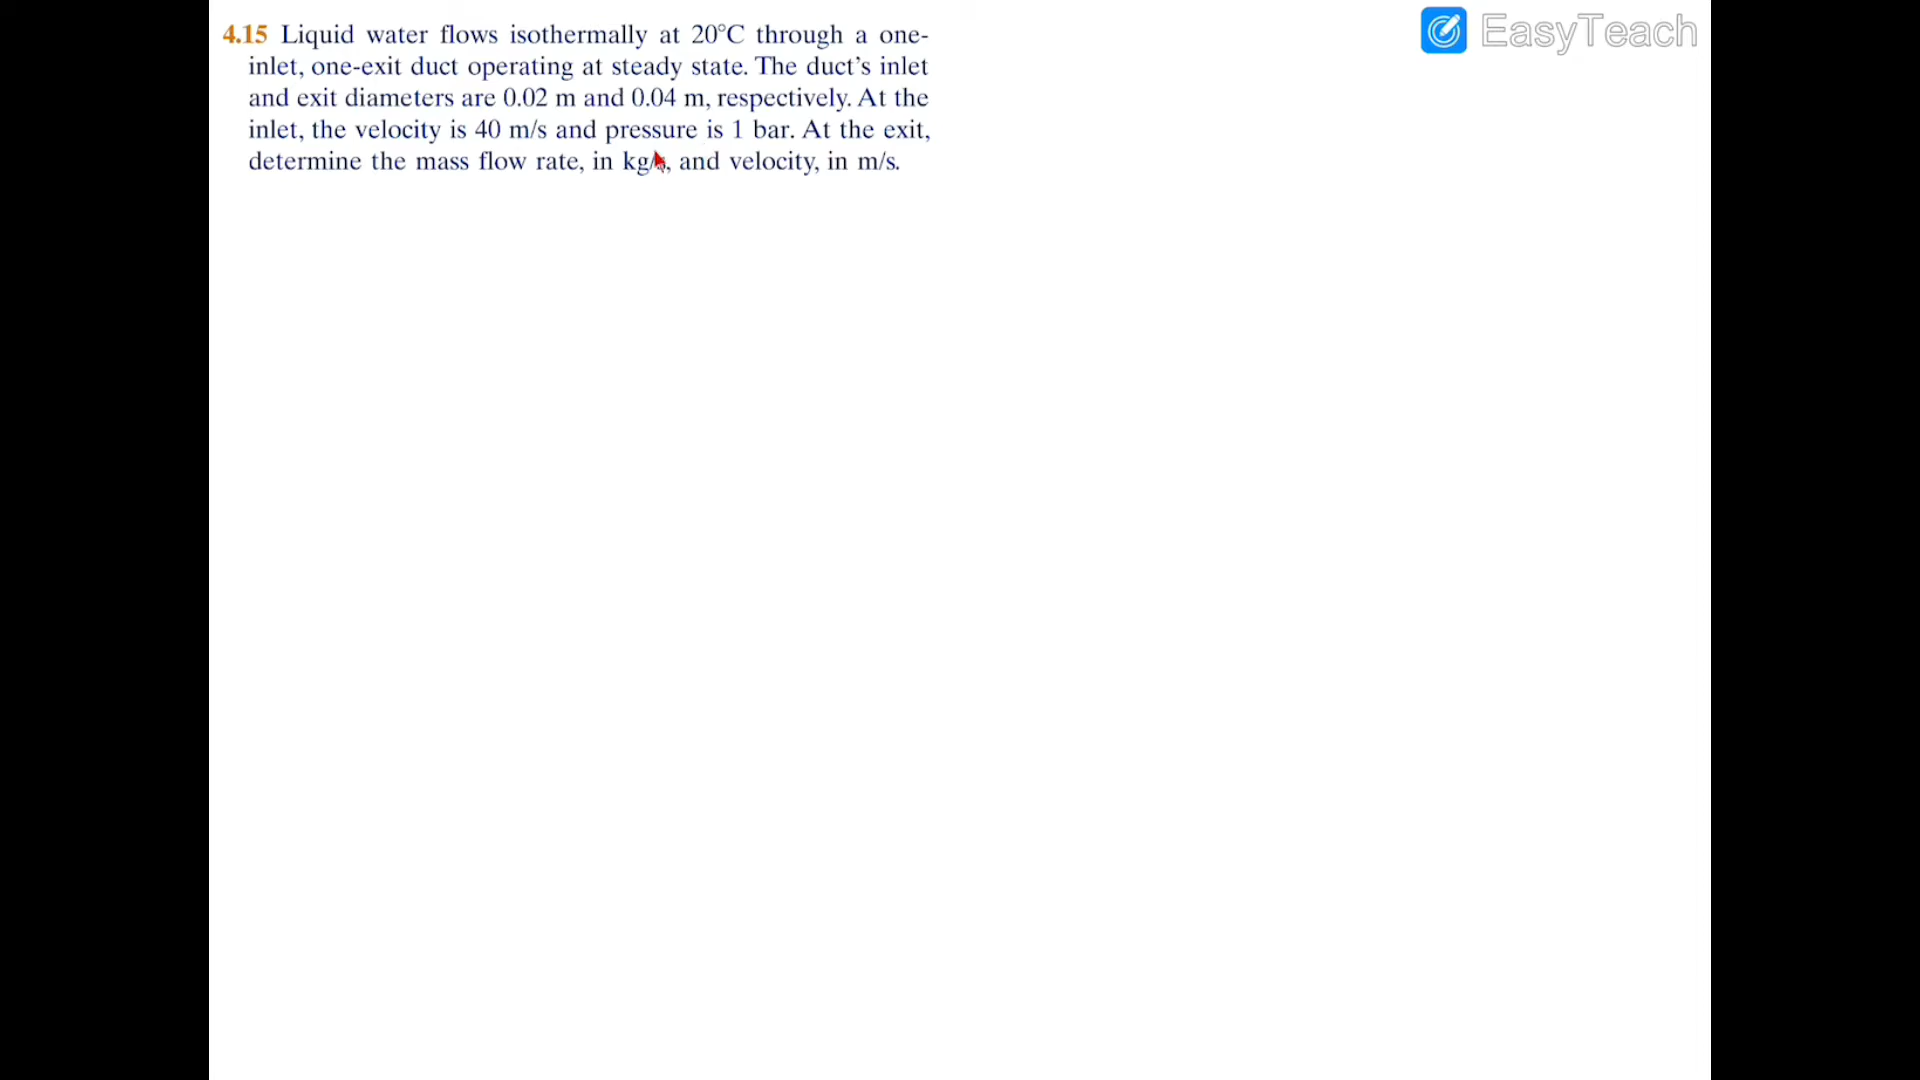 4.15 Liquid water flows isothermally at 20°C through a one-
inlet, one-exit duct operating at steady state. The duct’s inlet
and exit diameters are 0.02 m and 0.04 m, respectively. At the
inlet, the velocity is 40 m/s and pressure is 1 bar. At the exit,
determine the mass flow rate, in kg/s, and velocity, in m/s.
EasyTeach